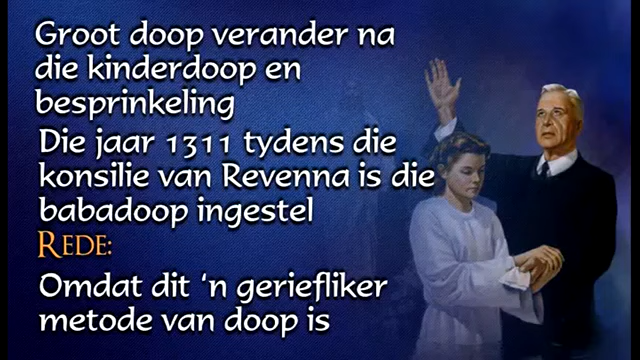 Groot doop verander na
die kinderdoop en
besprinkeling
Die jaar 1311 tydens die
konsilie van Revenna is die
babadoop ingestel
REDE:
Omdat dit ‘n geriefliker
metode van doop is